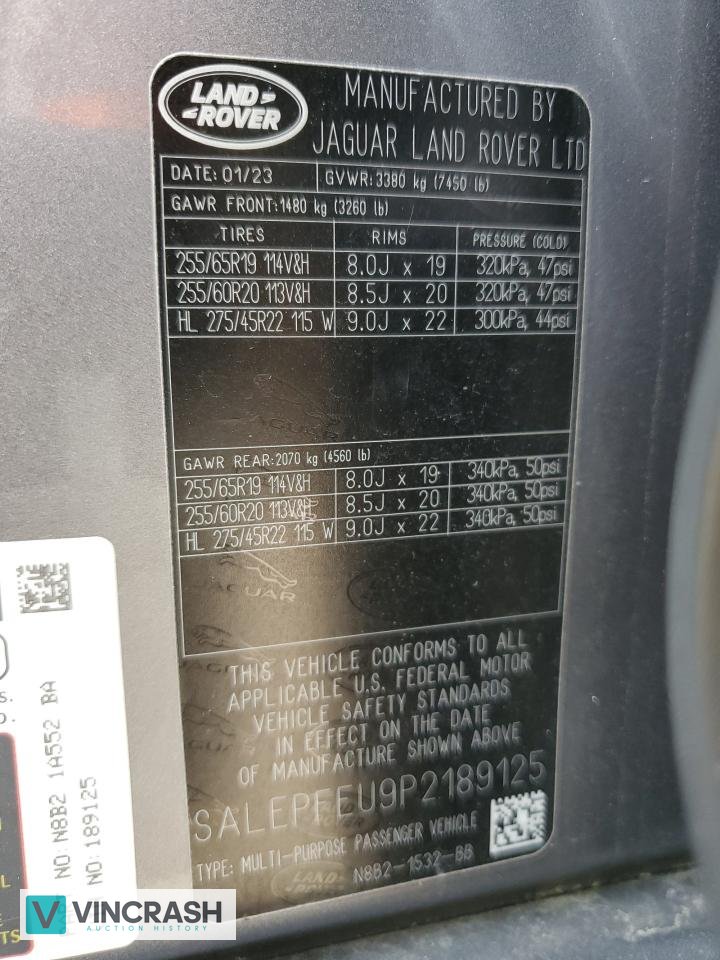 LAND ROVER
MANUFACTURED BY
JAGUAR LAND ROVER LTD
DATE: 01/23 GVWR: 3380 kg (7450 lb)
GAWR FRONT: 1480 kg (3260 lb)
TIRES RIMS PRESSURE (COLD)
255/65R19 114V&H 8.0J x 19 320kPa, 47psi
255/60R20 113V&H 8.5J x 20 320kPa, 47psi
HL 275/45R22 115 W 9.0J x 22 300kPa, 44psi
JAGUAR
GAWR REAR: 2070 kg (4560 lb)
255/65R19 114V&H 8.0J x 19 340kPa, 50psi
255/60R20 113V&H 8.5J x 20 340kPa, 50psi
HL 275/45R22 115 W 9.0J x 22 340kPa, 50psi
JAGUAR
LAND ROVER
THIS VEHICLE CONFORMS TO ALL
APPLICABLE U.S. FEDERAL MOTOR
VEHICLE SAFETY STANDARDS
IN EFFECT ON THE DATE
OF MANUFACTURE SHOWN ABOVE
SALEPFEU9P2189125
TYPE: MULTI-PURPOSE PASSENGER VEHICLE
N8B2-1532-BB
LAND ROVER
NO: N8B2 1A552 BA
NO: 189125
VINCRASH
AUCTION HISTORY